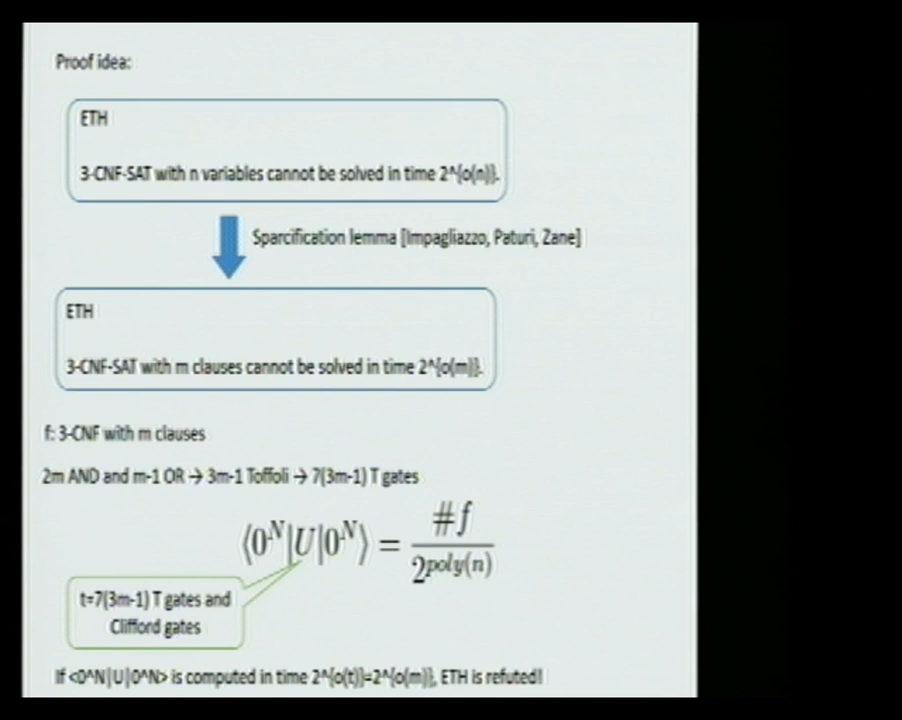 Proof idea:
ETH
3-CNF-SAT with n variables cannot be solved in time 2^{o(n)}.
Sparcification lemma [Impagliazzo, Paturi, Zane]
ETH
3-CNF-SAT with m clauses cannot be solved in time 2^{o(m)}.
f: 3-CNF with m clauses
2m AND and m-1 OR → 3m-1 Toffoli → 7(3m-1) T gates
⟨0^N|U|0^N⟩ = #f / 2^poly(n)
t=7(3m-1) T gates and
Clifford gates
If <0^N|U|0^N> is computed in time 2^{o(t)}=2^{o(m)}, ETH is refuted!